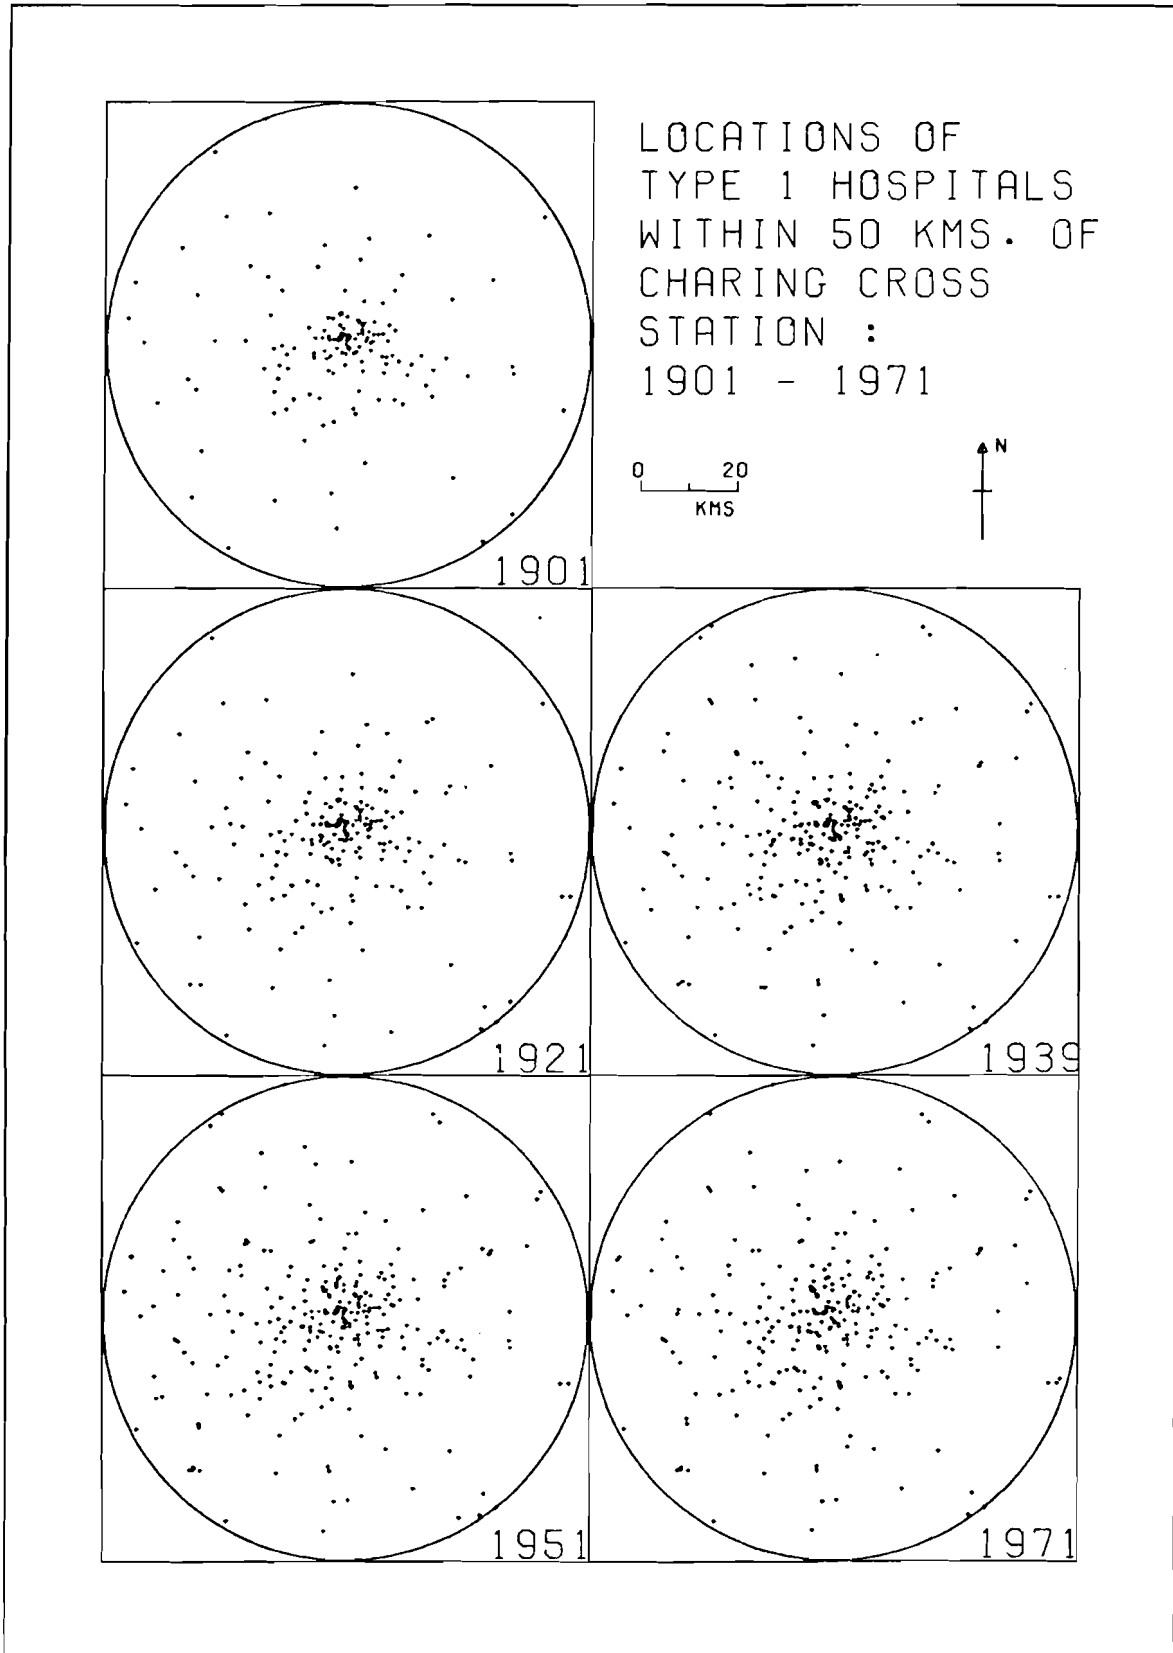 LOCATIONS OF
TYPE 1 HOSPITALS
WITHIN 50 KMS. OF
CHARING CROSS
STATION :
1901 - 1971
N
0 20
KMS
1901
1921
1939
1951
1971